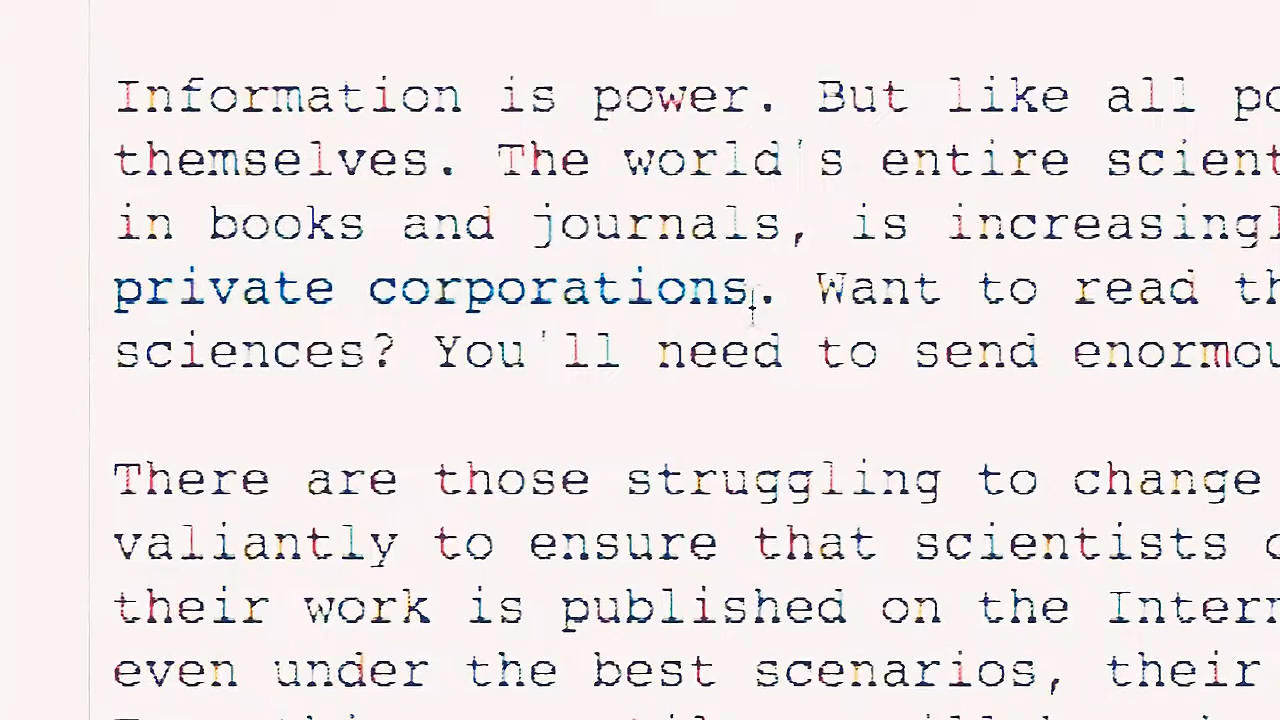 Information is power. But like all po
themselves. The world's entire scient
in books and journals, is increasingl
private corporations. Want to read th
sciences? You'll need to send enormou
There are those struggling to change
valiantly to ensure that scientists
their work is published on the Intern
even under the best scenarios, their